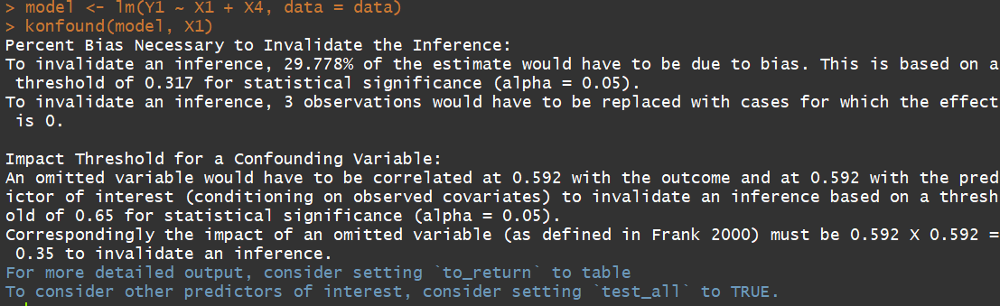 > model <- lm(Y1 ~ X1 + X4, data = data)
> konfound(model, X1)
Percent Bias Necessary to Invalidate the Inference:
To invalidate an inference, 29.778% of the estimate would have to be due to bias. This is based on a
 threshold of 0.317 for statistical significance (alpha = 0.05).
To invalidate an inference, 3 observations would have to be replaced with cases for which the effect
 is 0.

Impact Threshold for a Confounding Variable:
An omitted variable would have to be correlated at 0.592 with the outcome and at 0.592 with the pred
ictor of interest (conditioning on observed covariates) to invalidate an inference based on a thresh
old of 0.65 for statistical significance (alpha = 0.05).
Correspondingly the impact of an omitted variable (as defined in Frank 2000) must be 0.592 X 0.592 =
 0.35 to invalidate an inference.
For more detailed output, consider setting `to_return` to table
To consider other predictors of interest, consider setting `test_all` to TRUE.